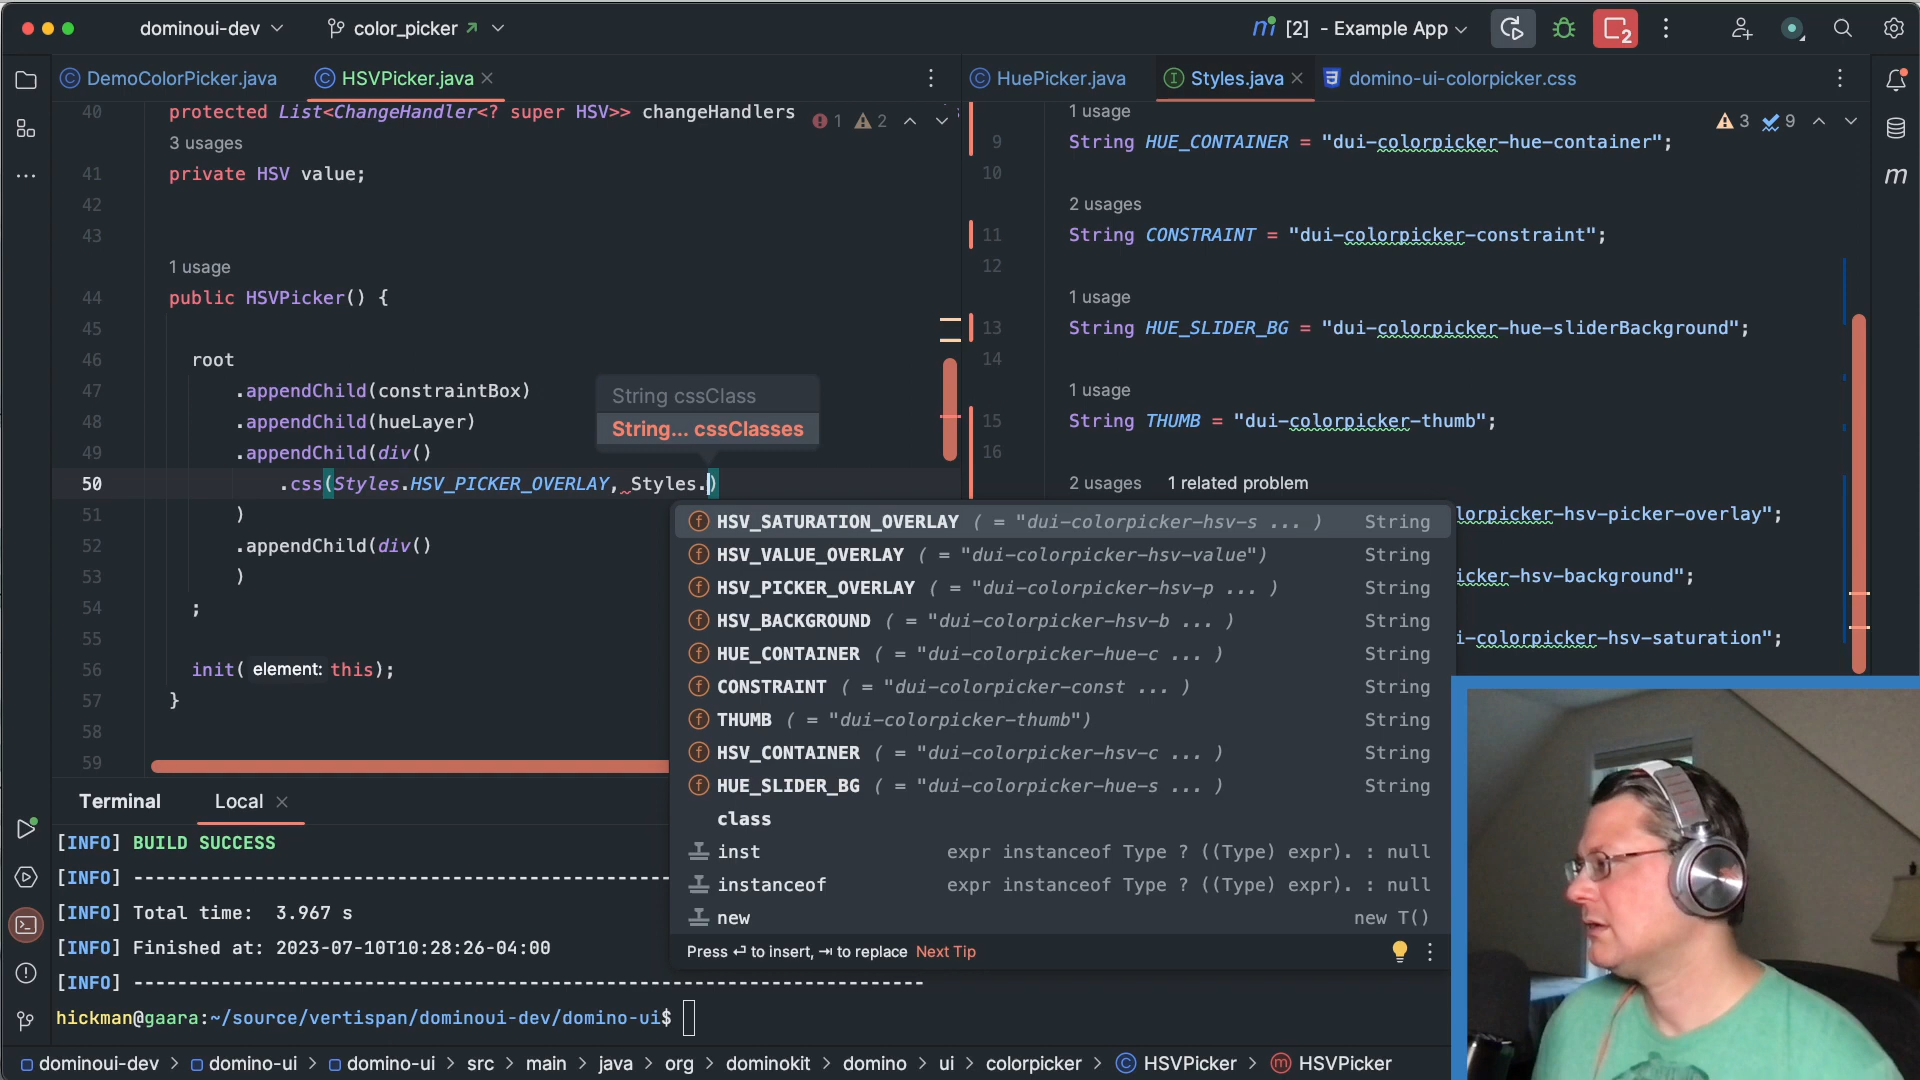 dominoui-dev
color_picker
[2] - Example App
2
DemoColorPicker.java
HSVPicker.java
HuePicker.java
Styles.java
domino-ui-colorpicker.css
40 protected List<ChangeHandler<? super HSV>> changeHandlers
1 2
3 usages
41 private HSV value;
42
43
1 usage
44 public HSVPicker() {
45
46 root
47 .appendChild(constraintBox)
48 .appendChild(hueLayer)
49 .appendChild(div()
50 .css(Styles.HSV_PICKER_OVERLAY, Styles.)
51 )
52 .appendChild(div()
53 )
54 ;
55
56 init( element: this);
57 }
58
59
String cssClass
String... cssClasses
1 usage
3 9
9 String HUE_CONTAINER = "dui-colorpicker-hue-container";
10
2 usages
11 String CONSTRAINT = "dui-colorpicker-constraint";
12
1 usage
13 String HUE_SLIDER_BG = "dui-colorpicker-hue-sliderBackground";
14
1 usage
15 String THUMB = "dui-colorpicker-thumb";
16
2 usages 1 related problem
lorpicker-hsv-picker-overlay";
icker-hsv-background";
i-colorpicker-hsv-saturation";
HSV_SATURATION_OVERLAY ( = "dui-colorpicker-hsv-s ... ) String
HSV_VALUE_OVERLAY ( = "dui-colorpicker-hsv-value") String
HSV_PICKER_OVERLAY ( = "dui-colorpicker-hsv-p ... ) String
HSV_BACKGROUND ( = "dui-colorpicker-hsv-b ... ) String
HUE_CONTAINER ( = "dui-colorpicker-hue-c ... ) String
CONSTRAINT ( = "dui-colorpicker-const ... ) String
THUMB ( = "dui-colorpicker-thumb") String
HSV_CONTAINER ( = "dui-colorpicker-hsv-c ... ) String
HUE_SLIDER_BG ( = "dui-colorpicker-hue-s ... ) String
class
inst expr instanceof Type ? ((Type) expr). : null
instanceof expr instanceof Type ? ((Type) expr). : null
new new T()
Press ↵ to insert, ⇥ to replace Next Tip
Terminal
Local
[INFO] BUILD SUCCESS
[INFO] -------------------------------------------------
[INFO] Total time:  3.967 s
[INFO] Finished at: 2023-07-10T10:28:26-04:00
[INFO] ------------------------------------------------------------------------
hickman@gaara:~/source/vertispan/dominoui-dev/domino-ui$
dominoui-dev > domino-ui > domino-ui > src > main > java > org > dominokit > domino > ui > colorpicker > HSVPicker > HSVPicker